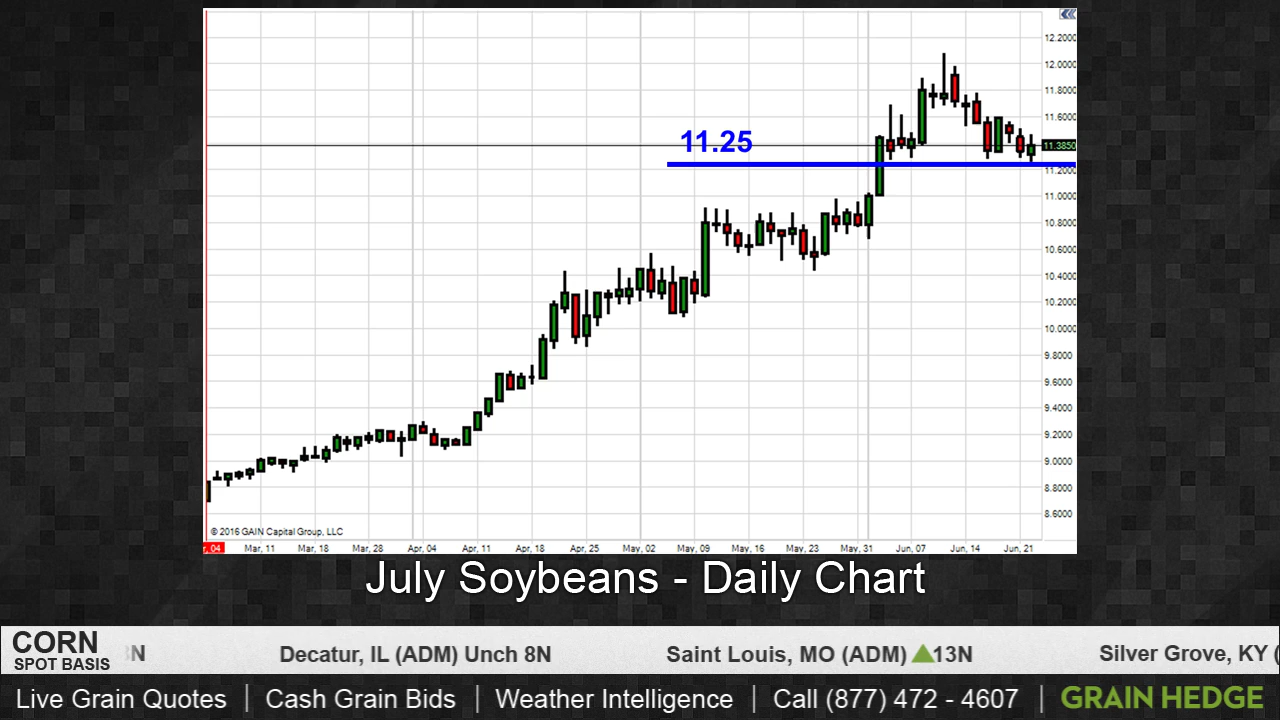 12.2000
12.0000
11.8000
11.6000
11.25
11.3850
11.2000
11.0000
10.8000
10.6000
10.4000
10.2000
10.0000
9.8000
9.6000
9.4000
9.2000
9.0000
8.8000
8.6000
© 2016 GAIN Capital Group, LLC
. 04 Mar, 11 Mar, 18 Mar, 28 Apr, 04 Apr, 11 Apr, 18 Apr, 25 May, 02 May, 09 May, 16 May, 23 May, 31 Jun, 07 Jun, 14 Jun, 21
July Soybeans - Daily Chart
CORN
SPOT BASIS
N Decatur, IL (ADM) Unch 8N Saint Louis, MO (ADM) ▲13N Silver Grove, KY (
Live Grain Quotes | Cash Grain Bids | Weather Intelligence | Call (877) 472 - 4607 | GRAIN HEDGE